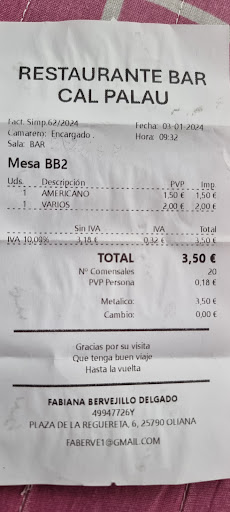 RESTAURANTE BAR
CAL PALAU
Fact. Simp.62/2024 Fecha: 03-01-2024
Camarero: Encargado . Hora: 09:32
Sala: BAR
Mesa BB2
Uds. Descripción PVP Imp.
1 AMERICANO 1,50 € 1,50 €
1 VARIOS 2,00 € 2,00 €
Sin IVA IVA Total
IVA 10,00% 3,18 € 0,32 € 3,50 €
TOTAL 3,50 €
Nº Comensales 20
PVP Persona 0,18 €
Metalico: 3,50 €
Cambio: 0,00 €
Gracias por su visita
Que tenga buen viaje
Hasta la vuelta
FABIANA BERVEJILLO DELGADO
49947726Y
PLAZA DE LA REGUERETA, 6, 25790 OLIANA
FABERVE1@GMAIL.COM